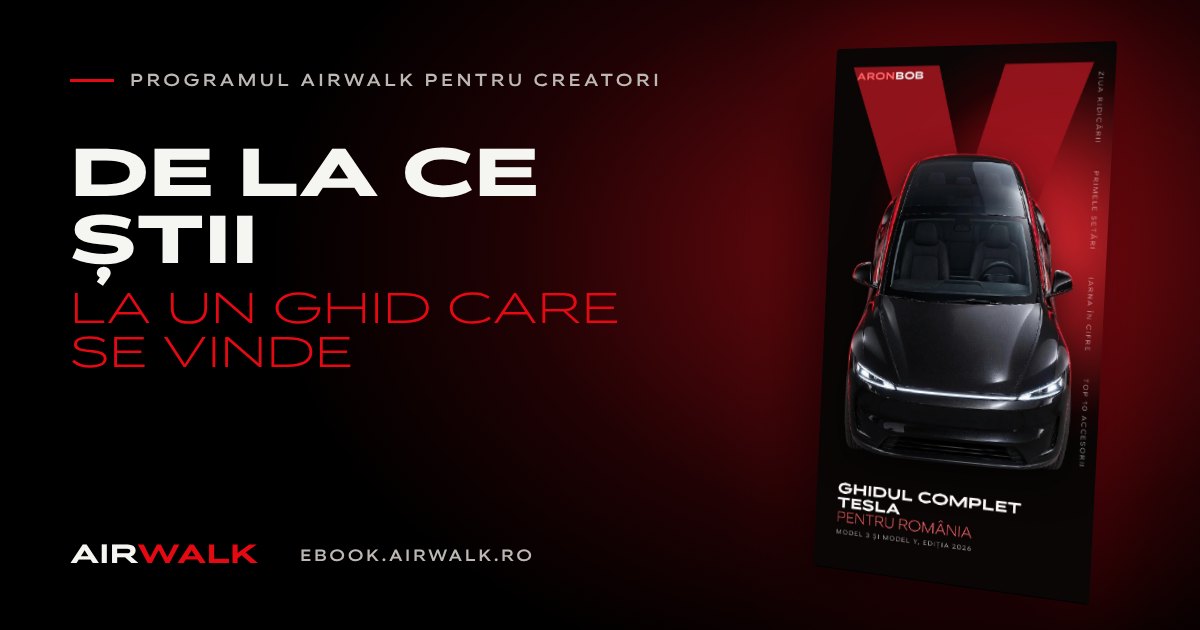 PROGRAMUL AIRWALK PENTRU CREATORI
DE LA CE
ȘTII
LA UN GHID CARE
SE VINDE
AIRWALK
EBOOK.AIRWALK.RO
ARONBOB
ZIUA RIDICĂRII
PRIMELE SETĂRI
IARNA ÎN CIFRE
TOP 10 ACCESORII
GHIDUL COMPLET
TESLA
PENTRU ROMÂNIA
MODEL 3 ȘI MODEL Y, EDIȚIA 2026